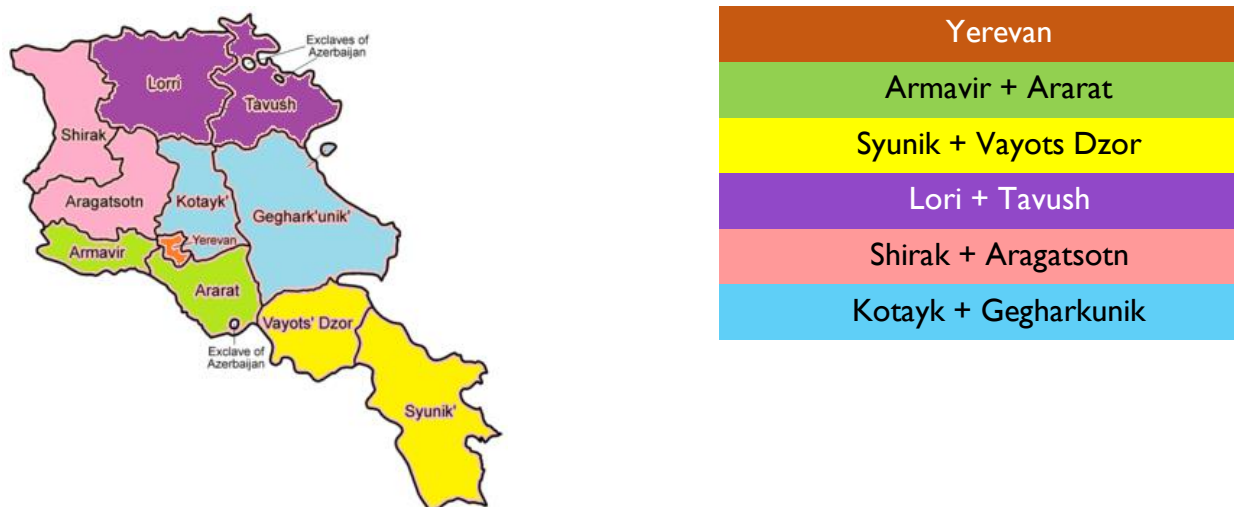 Exclaves of
Azerbaijan
Lorri
Tavush
Shirak
Aragatsotn
Kotayk'
Geghark'unik'
Yerevan
Armavir
Ararat
Vayots' Dzor
Exclave of
Azerbaijan
Syunik'
Yerevan
Armavir + Ararat
Syunik + Vayots Dzor
Lori + Tavush
Shirak + Aragatsotn
Kotayk + Gegharkunik